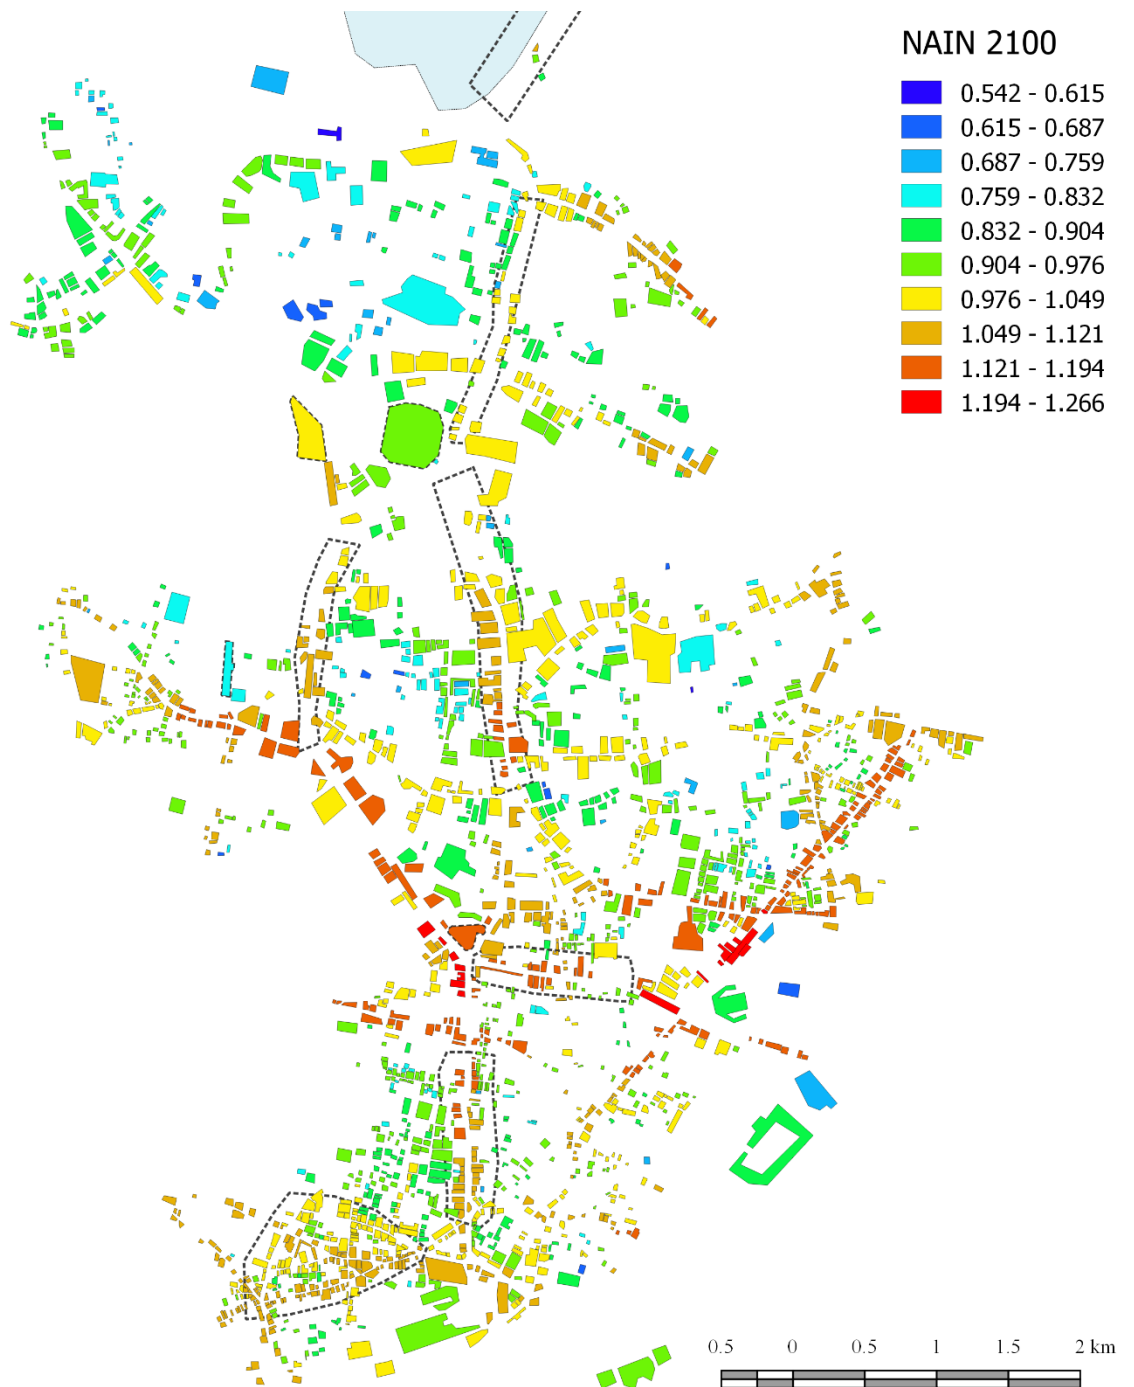 NAIN 2100
0.542 - 0.615
0.615 - 0.687
0.687 - 0.759
0.759 - 0.832
0.832 - 0.904
0.904 - 0.976
0.976 - 1.049
1.049 - 1.121
1.121 - 1.194
1.194 - 1.266
0.5 0 0.5 1 1.5 2 km